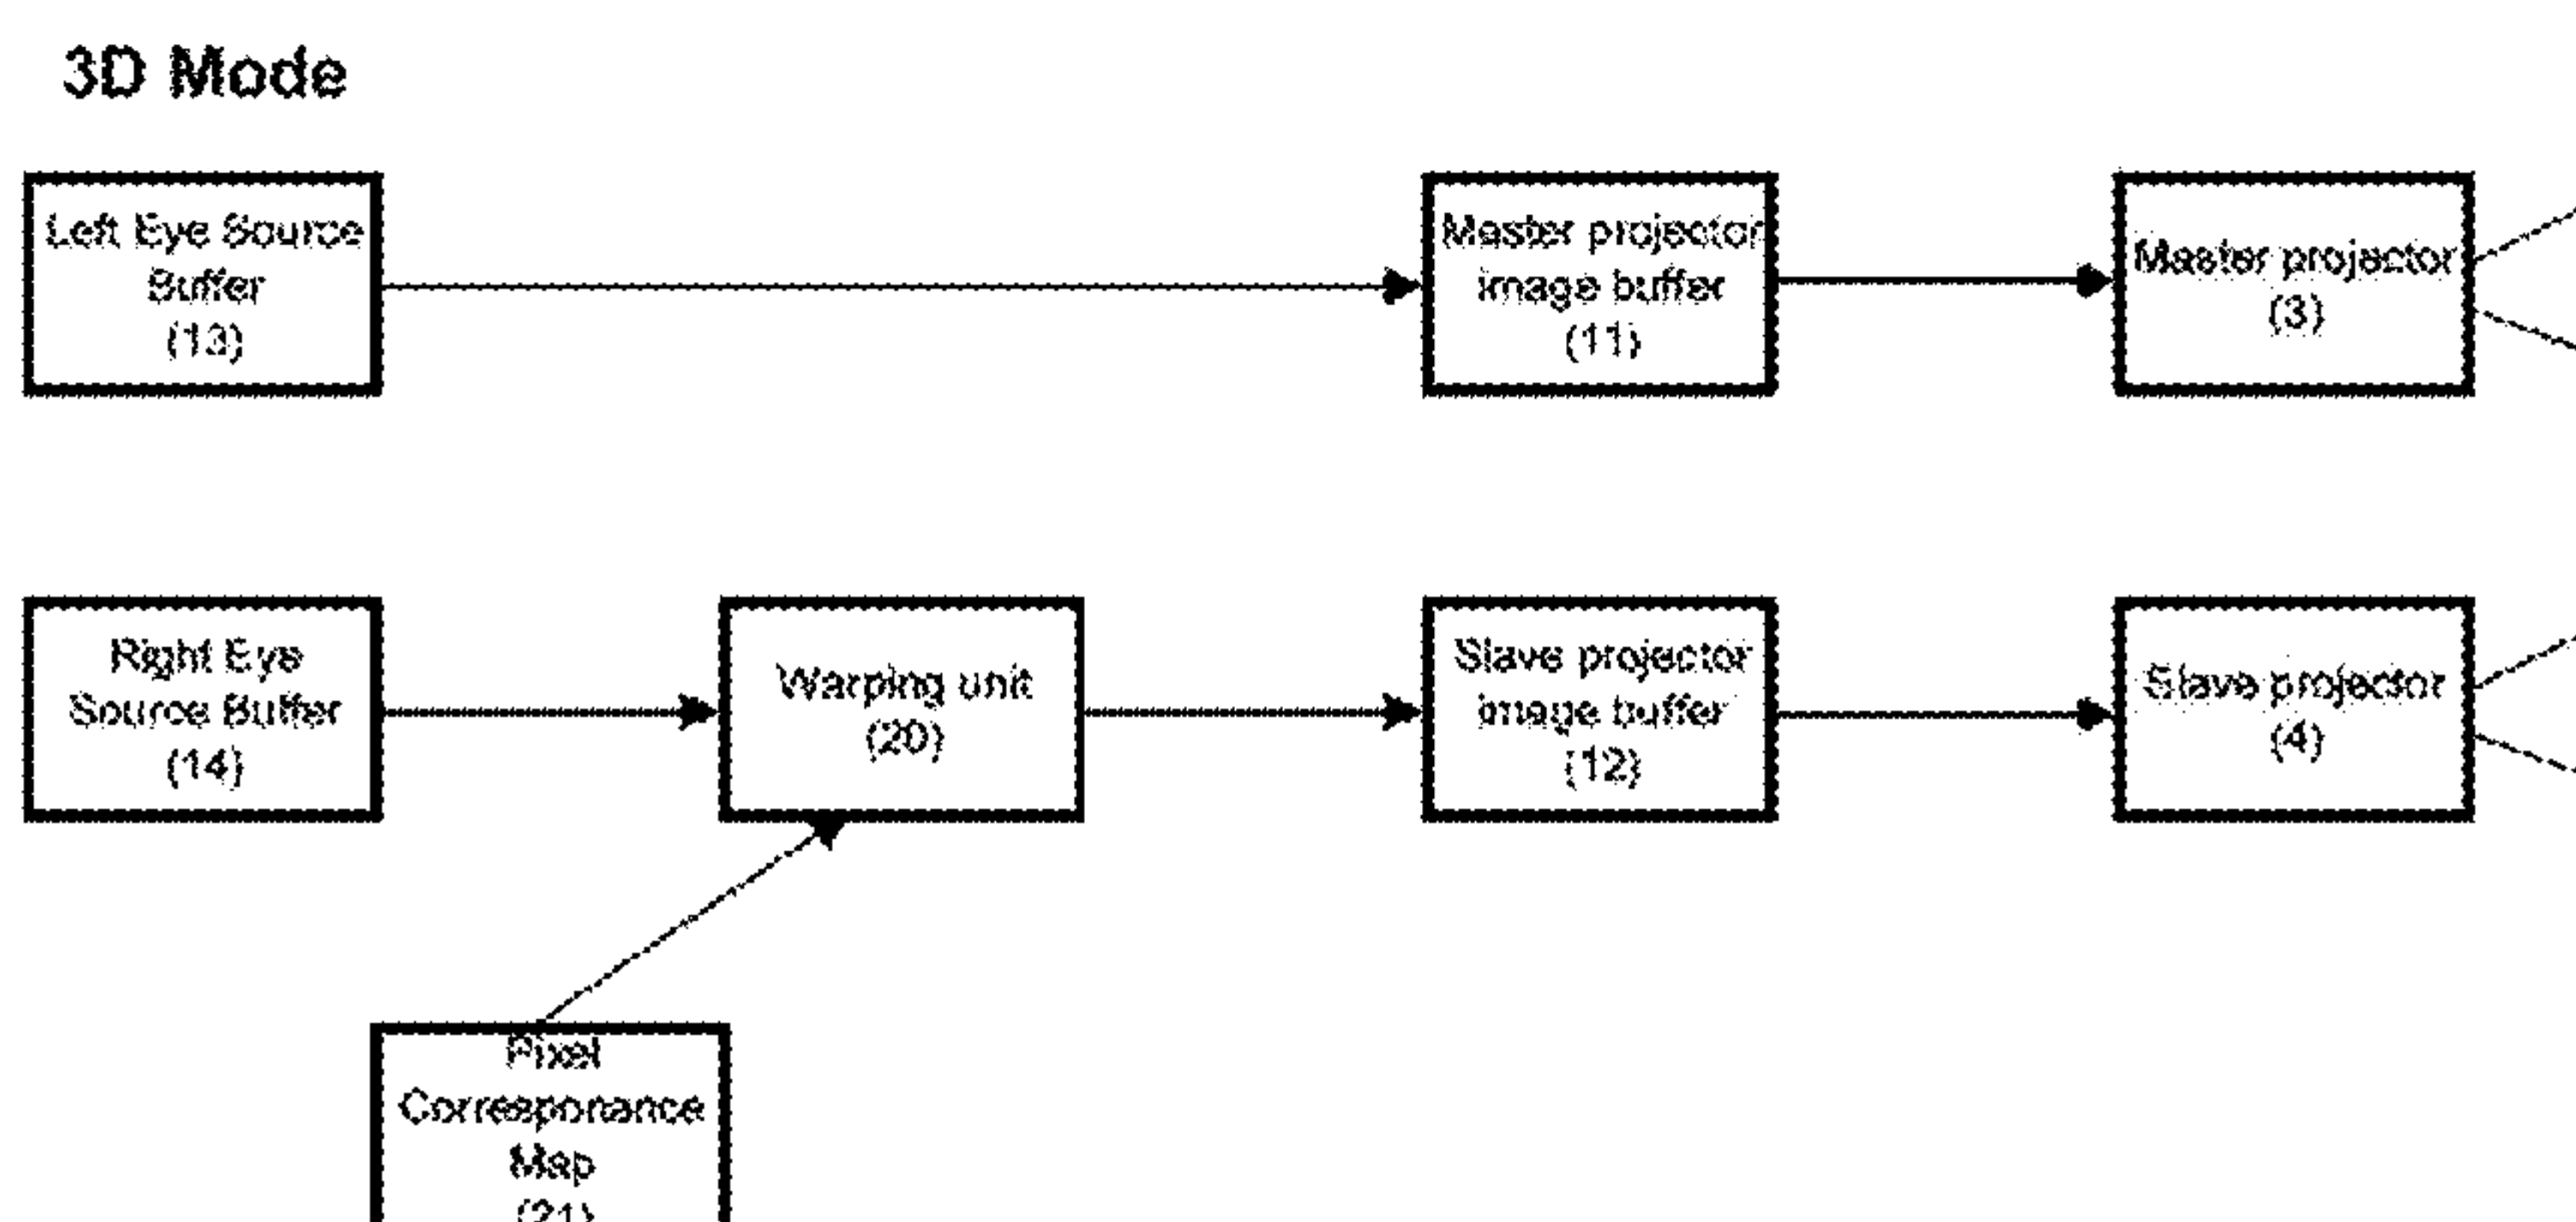 3D Mode
Left Eye Source
Buffer
(13)
Master projector
image buffer
(11)
Master projector
(3)
Right Eye
Source Buffer
(14)
Warping unit
(20)
Slave projector
image buffer
(12)
Slave projector
(4)
Pixel
Corresponance
Map
(21)